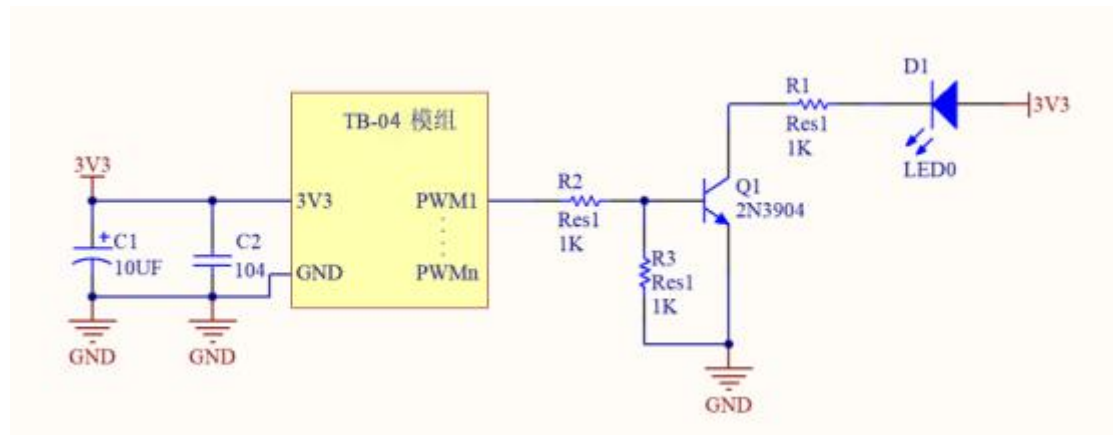 TB-04 模组
3V3
3V3
PWM1
GND
PWMn
C1
10UF
C2
104
GND
GND
R2
Res1
1K
R3
Res1
1K
Q1
2N3904
GND
R1
Res1
1K
D1
LED0
3V3